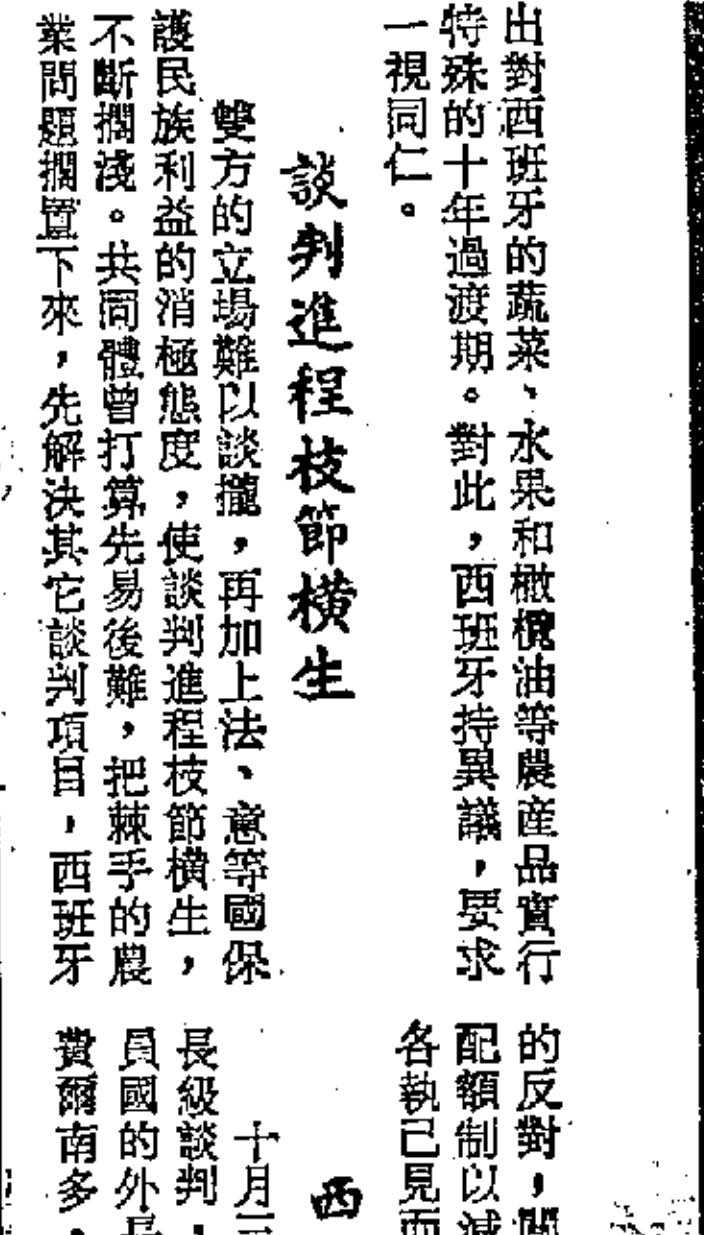 出對西班牙的蔬菜、水果和橄欖油等農產品實行
特殊的十年過渡期。對此，西班牙持異議，要求
一視同仁。
談判進程枝節橫生
雙方的立場難以談攏，再加上法、意等國保
護民族利益的消極態度，使談判進程枝節橫生，
不斷擱淺。共同體曾打算先易後難，把棘手的農
業問題擱置下來，先解決其它談判項目，西班牙
的反對，關
配額制以減
各執己見而
西
十月三
長級談判，
員國的外長
費爾南多，